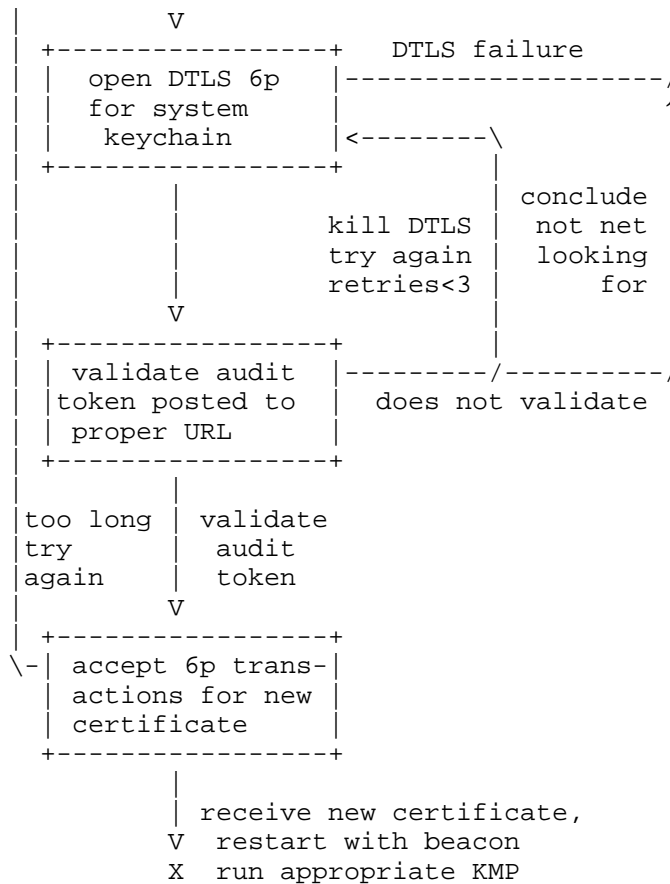 V
DTLS failure
open DTLS 6p
for system
keychain
conclude
kill DTLS not net
try again looking
retries<3 for
V
validate audit
token posted to does not validate
proper URL
too long validate
try audit
again token
V
accept 6p trans-
actions for new
certificate
receive new certificate,
V restart with beacon
X run appropriate KMP